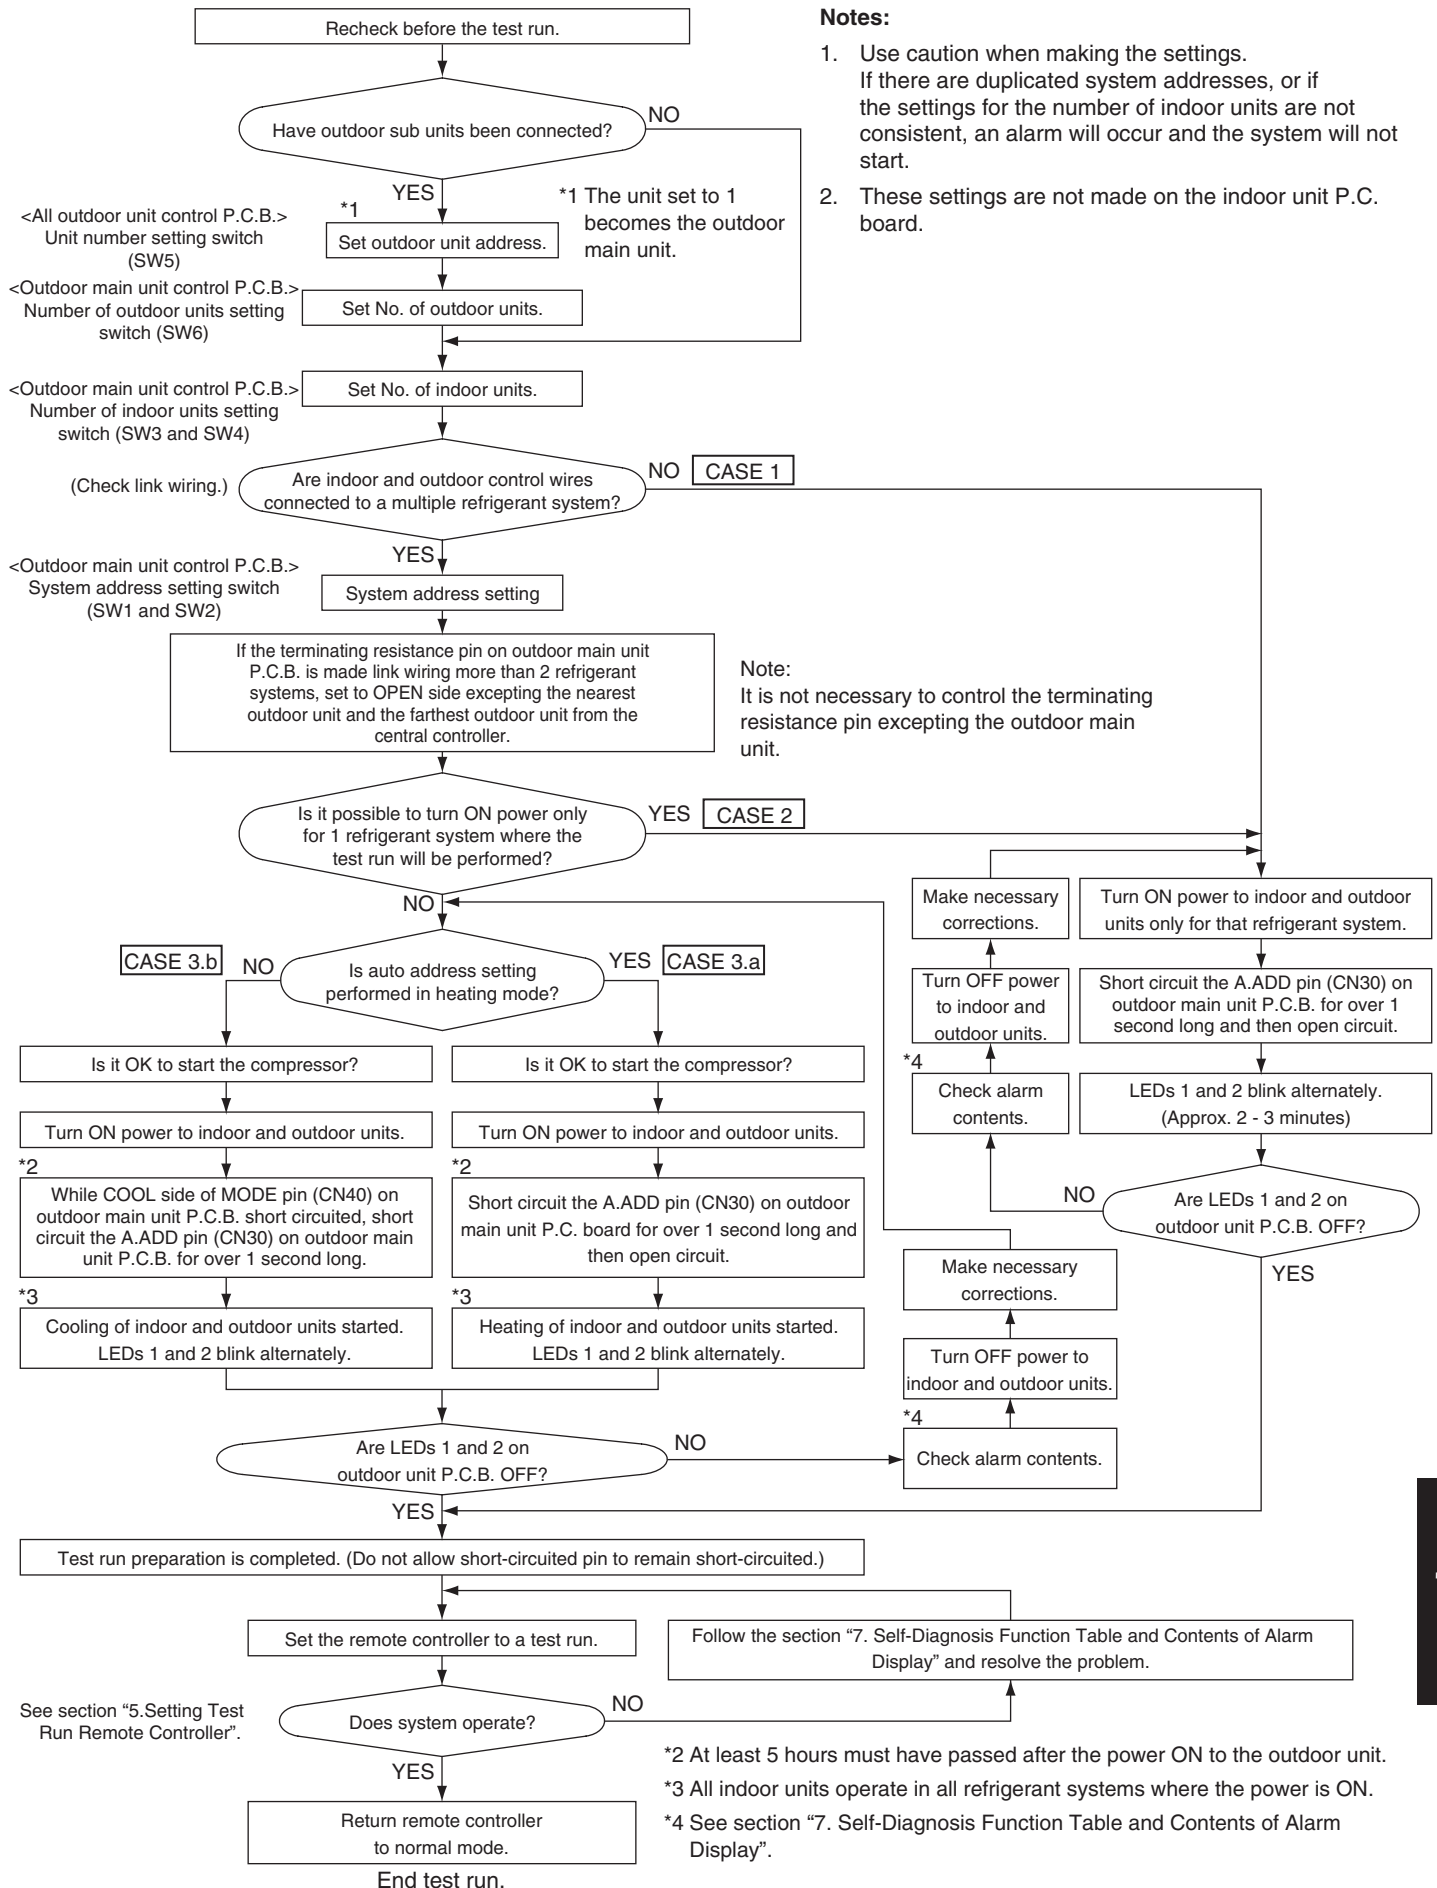 Recheck before the test run.
Notes:
1. Use caution when making the settings.
If there are duplicated system addresses, or if
the settings for the number of indoor units are not
consistent, an alarm will occur and the system will not
start.
2. These settings are not made on the indoor unit P.C.
board.
Have outdoor sub units been connected?
NO
YES
*1
*1 The unit set to 1
becomes the outdoor
main unit.
<All outdoor unit control P.C.B.>
Unit number setting switch
(SW5)
Set outdoor unit address.
<Outdoor main unit control P.C.B.>
Number of outdoor units setting
switch (SW6)
Set No. of outdoor units.
<Outdoor main unit control P.C.B.>
Number of indoor units setting
switch (SW3 and SW4)
Set No. of indoor units.
(Check link wiring.)
Are indoor and outdoor control wires
connected to a multiple refrigerant system?
NO CASE 1
YES
<Outdoor main unit control P.C.B.>
System address setting switch
(SW1 and SW2)
System address setting
If the terminating resistance pin on outdoor main unit
P.C.B. is made link wiring more than 2 refrigerant
systems, set to OPEN side excepting the nearest
outdoor unit and the farthest outdoor unit from the
central controller.
Note:
It is not necessary to control the terminating
resistance pin excepting the outdoor main
unit.
Is it possible to turn ON power only
for 1 refrigerant system where the
test run will be performed?
YES CASE 2
NO
Make necessary
corrections.
Turn ON power to indoor and outdoor
units only for that refrigerant system.
CASE 3.b NO
Is auto address setting
performed in heating mode?
YES CASE 3.a
Turn OFF power
to indoor and
outdoor units.
Short circuit the A.ADD pin (CN30) on
outdoor main unit P.C.B. for over 1
second long and then open circuit.
Is it OK to start the compressor?
Is it OK to start the compressor?
*4
Check alarm
contents.
LEDs 1 and 2 blink alternately.
(Approx. 2 - 3 minutes)
Turn ON power to indoor and outdoor units.
Turn ON power to indoor and outdoor units.
*2
While COOL side of MODE pin (CN40) on
outdoor main unit P.C.B. short circuited, short
circuit the A.ADD pin (CN30) on outdoor main
unit P.C.B. for over 1 second long.
*2
Short circuit the A.ADD pin (CN30) on outdoor
main unit P.C. board for over 1 second long and
then open circuit.
NO
Are LEDs 1 and 2 on
outdoor unit P.C.B. OFF?
YES
Make necessary
corrections.
*3
Cooling of indoor and outdoor units started.
LEDs 1 and 2 blink alternately.
*3
Heating of indoor and outdoor units started.
LEDs 1 and 2 blink alternately.
Turn OFF power to
indoor and outdoor units.
*4
Check alarm contents.
Are LEDs 1 and 2 on
outdoor unit P.C.B. OFF?
NO
YES
Test run preparation is completed. (Do not allow short-circuited pin to remain short-circuited.)
Set the remote controller to a test run.
Follow the section “7. Self-Diagnosis Function Table and Contents of Alarm
Display” and resolve the problem.
See section “5.Setting Test
Run Remote Controller”.
Does system operate?
NO
YES
*2 At least 5 hours must have passed after the power ON to the outdoor unit.
*3 All indoor units operate in all refrigerant systems where the power is ON.
*4 See section “7. Self-Diagnosis Function Table and Contents of Alarm
Display”.
Return remote controller
to normal mode.
End test run.